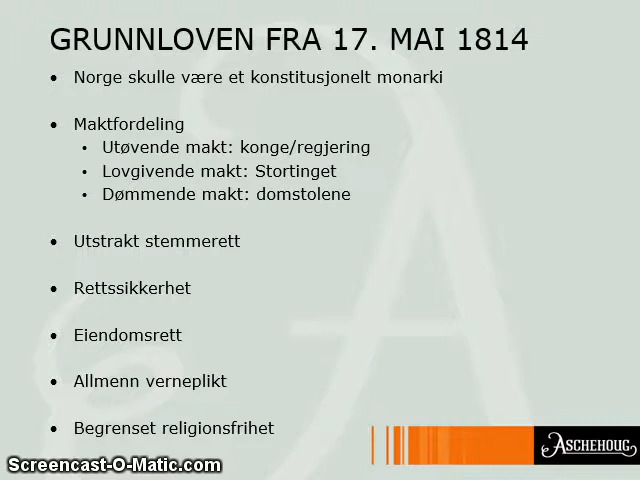 GRUNNLOVEN FRA 17. MAI 1814
• Norge skulle være et konstitusjonelt monarki
• Maktfordeling
• Utøvende makt: konge/regjering
• Lovgivende makt: Stortinget
• Dømmende makt: domstolene
• Utstrakt stemmerett
• Rettssikkerhet
• Eiendomsrett
• Allmenn verneplikt
• Begrenset religionsfrihet
ASCHEHOUG
Screencast-O-Matic.com